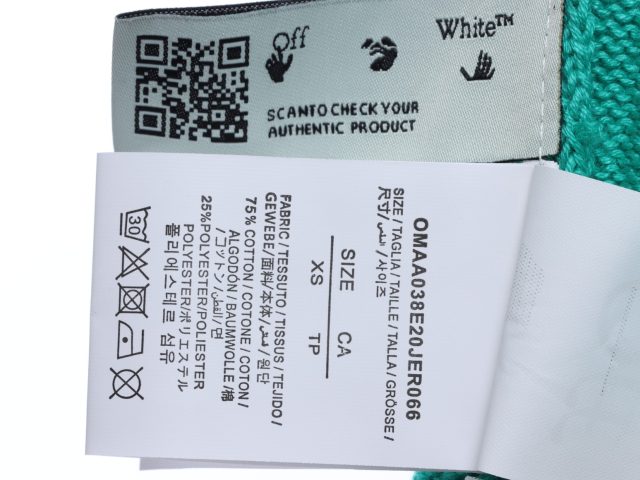 Off
White™
SCAN TO CHECK YOUR
AUTHENTIC PRODUCT
OMAA038E20JER066
SIZE / TAGLIA / TAILLE / TALLA / GRÖSSE /
尺寸 / المقاس / 사이즈
SIZE CA
XS TP
FABRIC / TESSUTO / TISSUS / TEJIDO /
GEWEBE / 面料 / 本体 / قماش / 원단
75% COTTON / COTONE / COTON /
ALGODÓN / BAUMWOLLE / 棉
/ コットン / القطن / 면
25%POLYESTER/POLIESTER
POLYESTER/ポリエステル
폴리에스테르 섬유
30